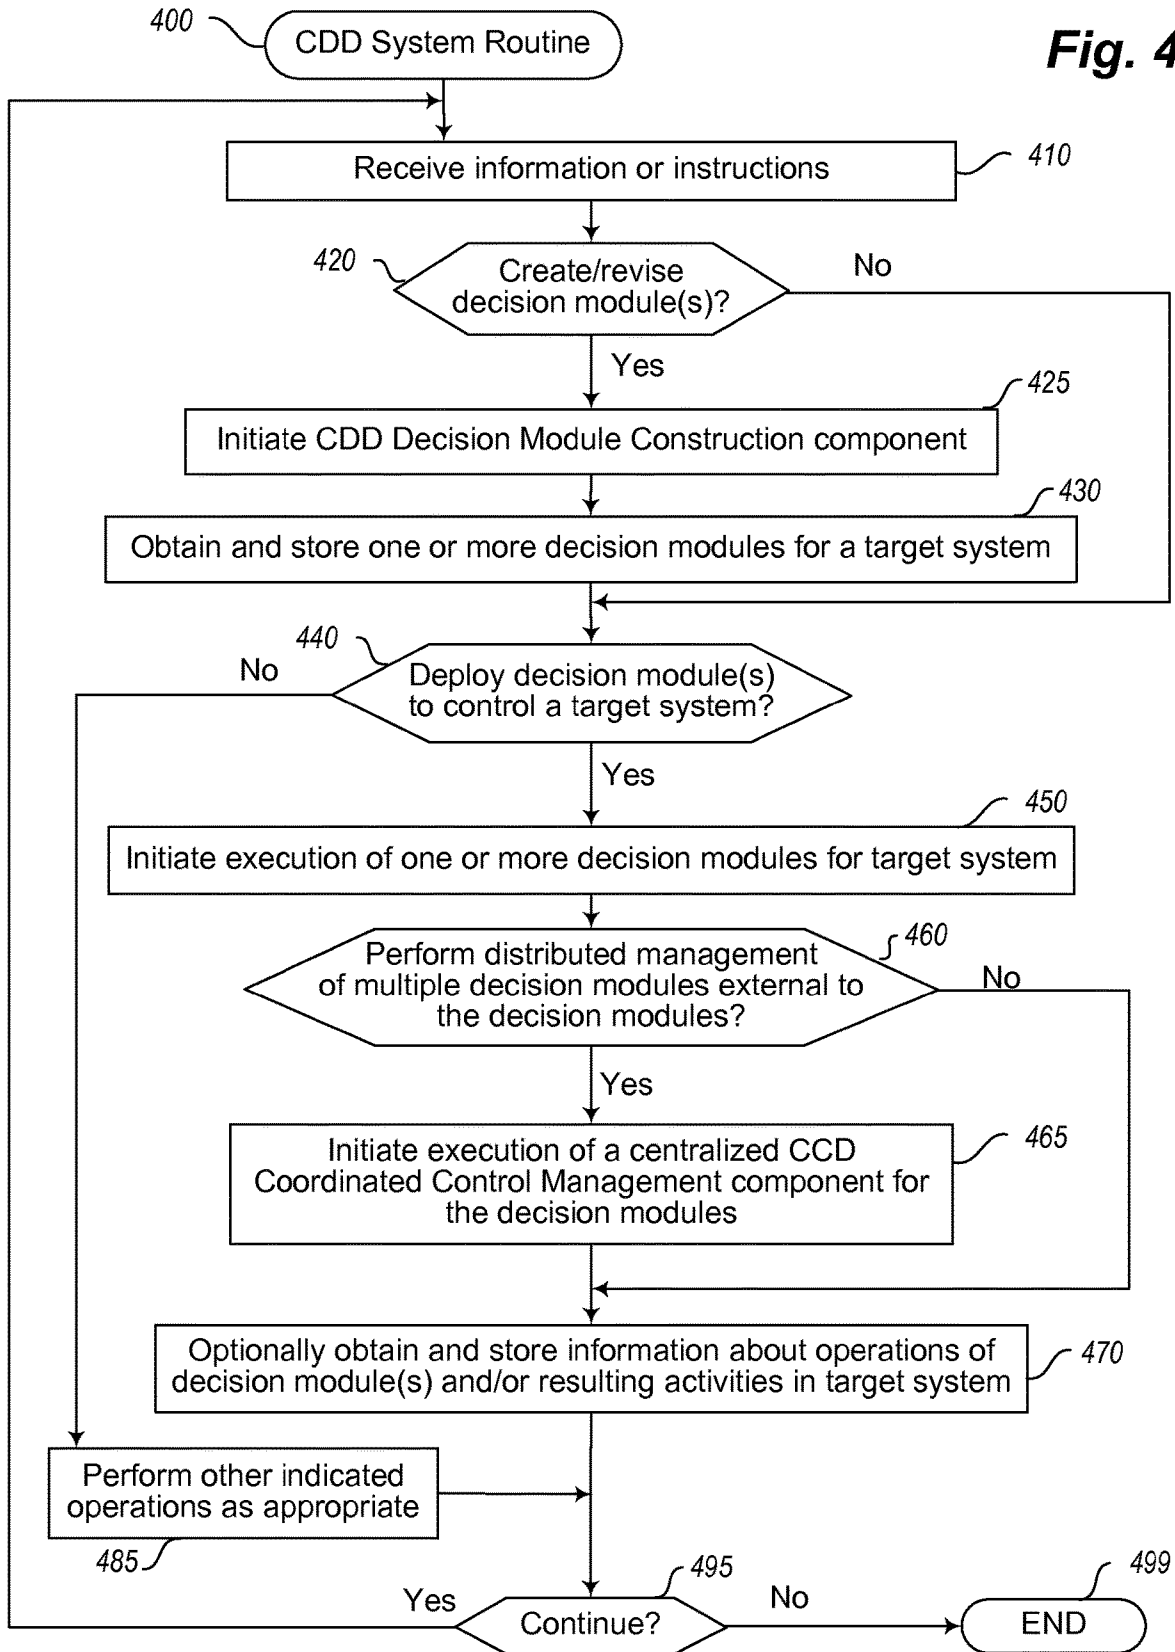 400
CDD System Routine
Fig. 4
Receive information or instructions
410
420
Create/revise
decision module(s)?
No
Yes
425
Initiate CDD Decision Module Construction component
430
Obtain and store one or more decision modules for a target system
440
No
Deploy decision module(s)
to control a target system?
Yes
450
Initiate execution of one or more decision modules for target system
460
Perform distributed management
of multiple decision modules external to
the decision modules?
No
Yes
465
Initiate execution of a centralized CCD
Coordinated Control Management component for
the decision modules
Optionally obtain and store information about operations of
decision module(s) and/or resulting activities in target system
470
Perform other indicated
operations as appropriate
485
495
Yes
Continue?
No
499
END